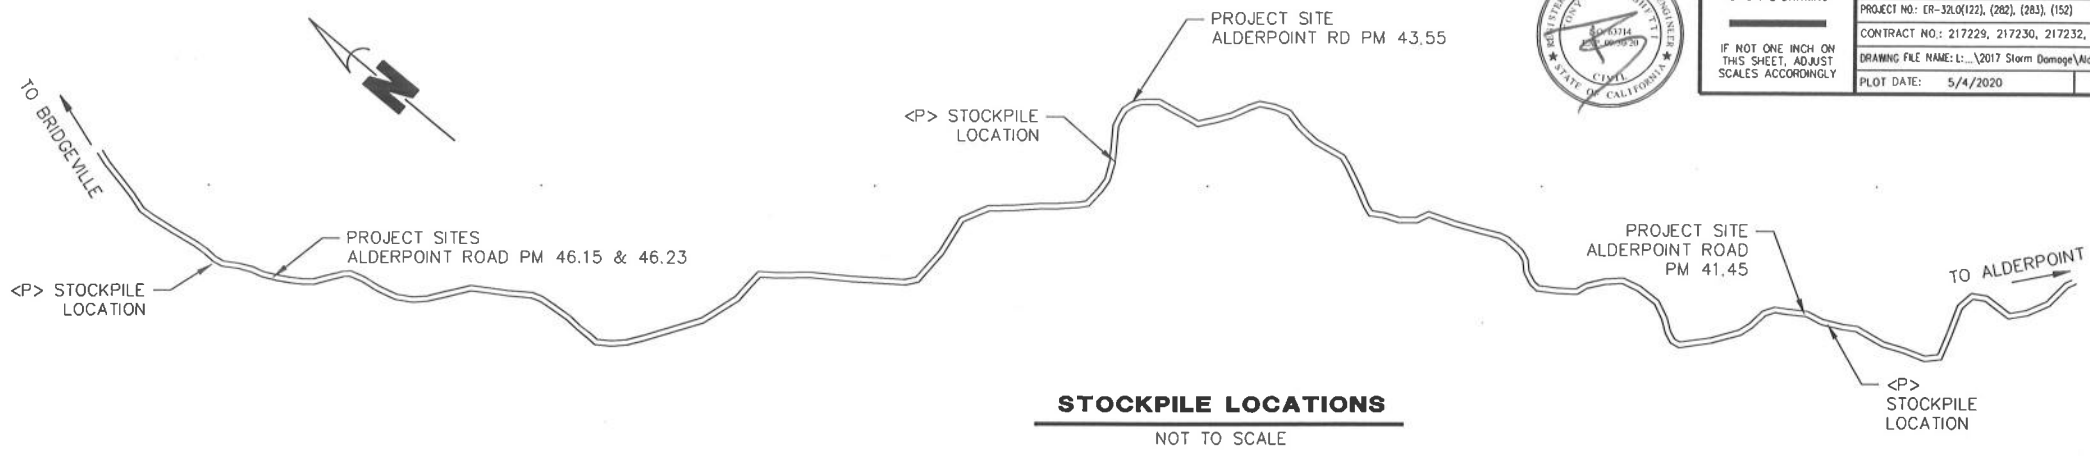 TO BRIDGEVILLE
N
<P> STOCKPILE
LOCATION
PROJECT SITES
ALDERPOINT ROAD PM 46.15 & 46.23
<P> STOCKPILE
LOCATION
PROJECT SITE
ALDERPOINT RD PM 43.55
PROJECT SITE
ALDERPOINT ROAD
PM 41.45
TO ALDERPOINT
<P>
STOCKPILE
LOCATION
STOCKPILE LOCATIONS
NOT TO SCALE
CIVIL
STATE OF CALIFORNIA
IF NOT ONE INCH ON
THIS SHEET, ADJUST
SCALES ACCORDINGLY
PROJECT NO.: ER-32L0(122), (282), (283), (152)
CONTRACT NO.: 217229, 217230, 217232,
DRAWING FILE NAME: L:...\2017 Storm Damage\
PLOT DATE: 5/4/2020